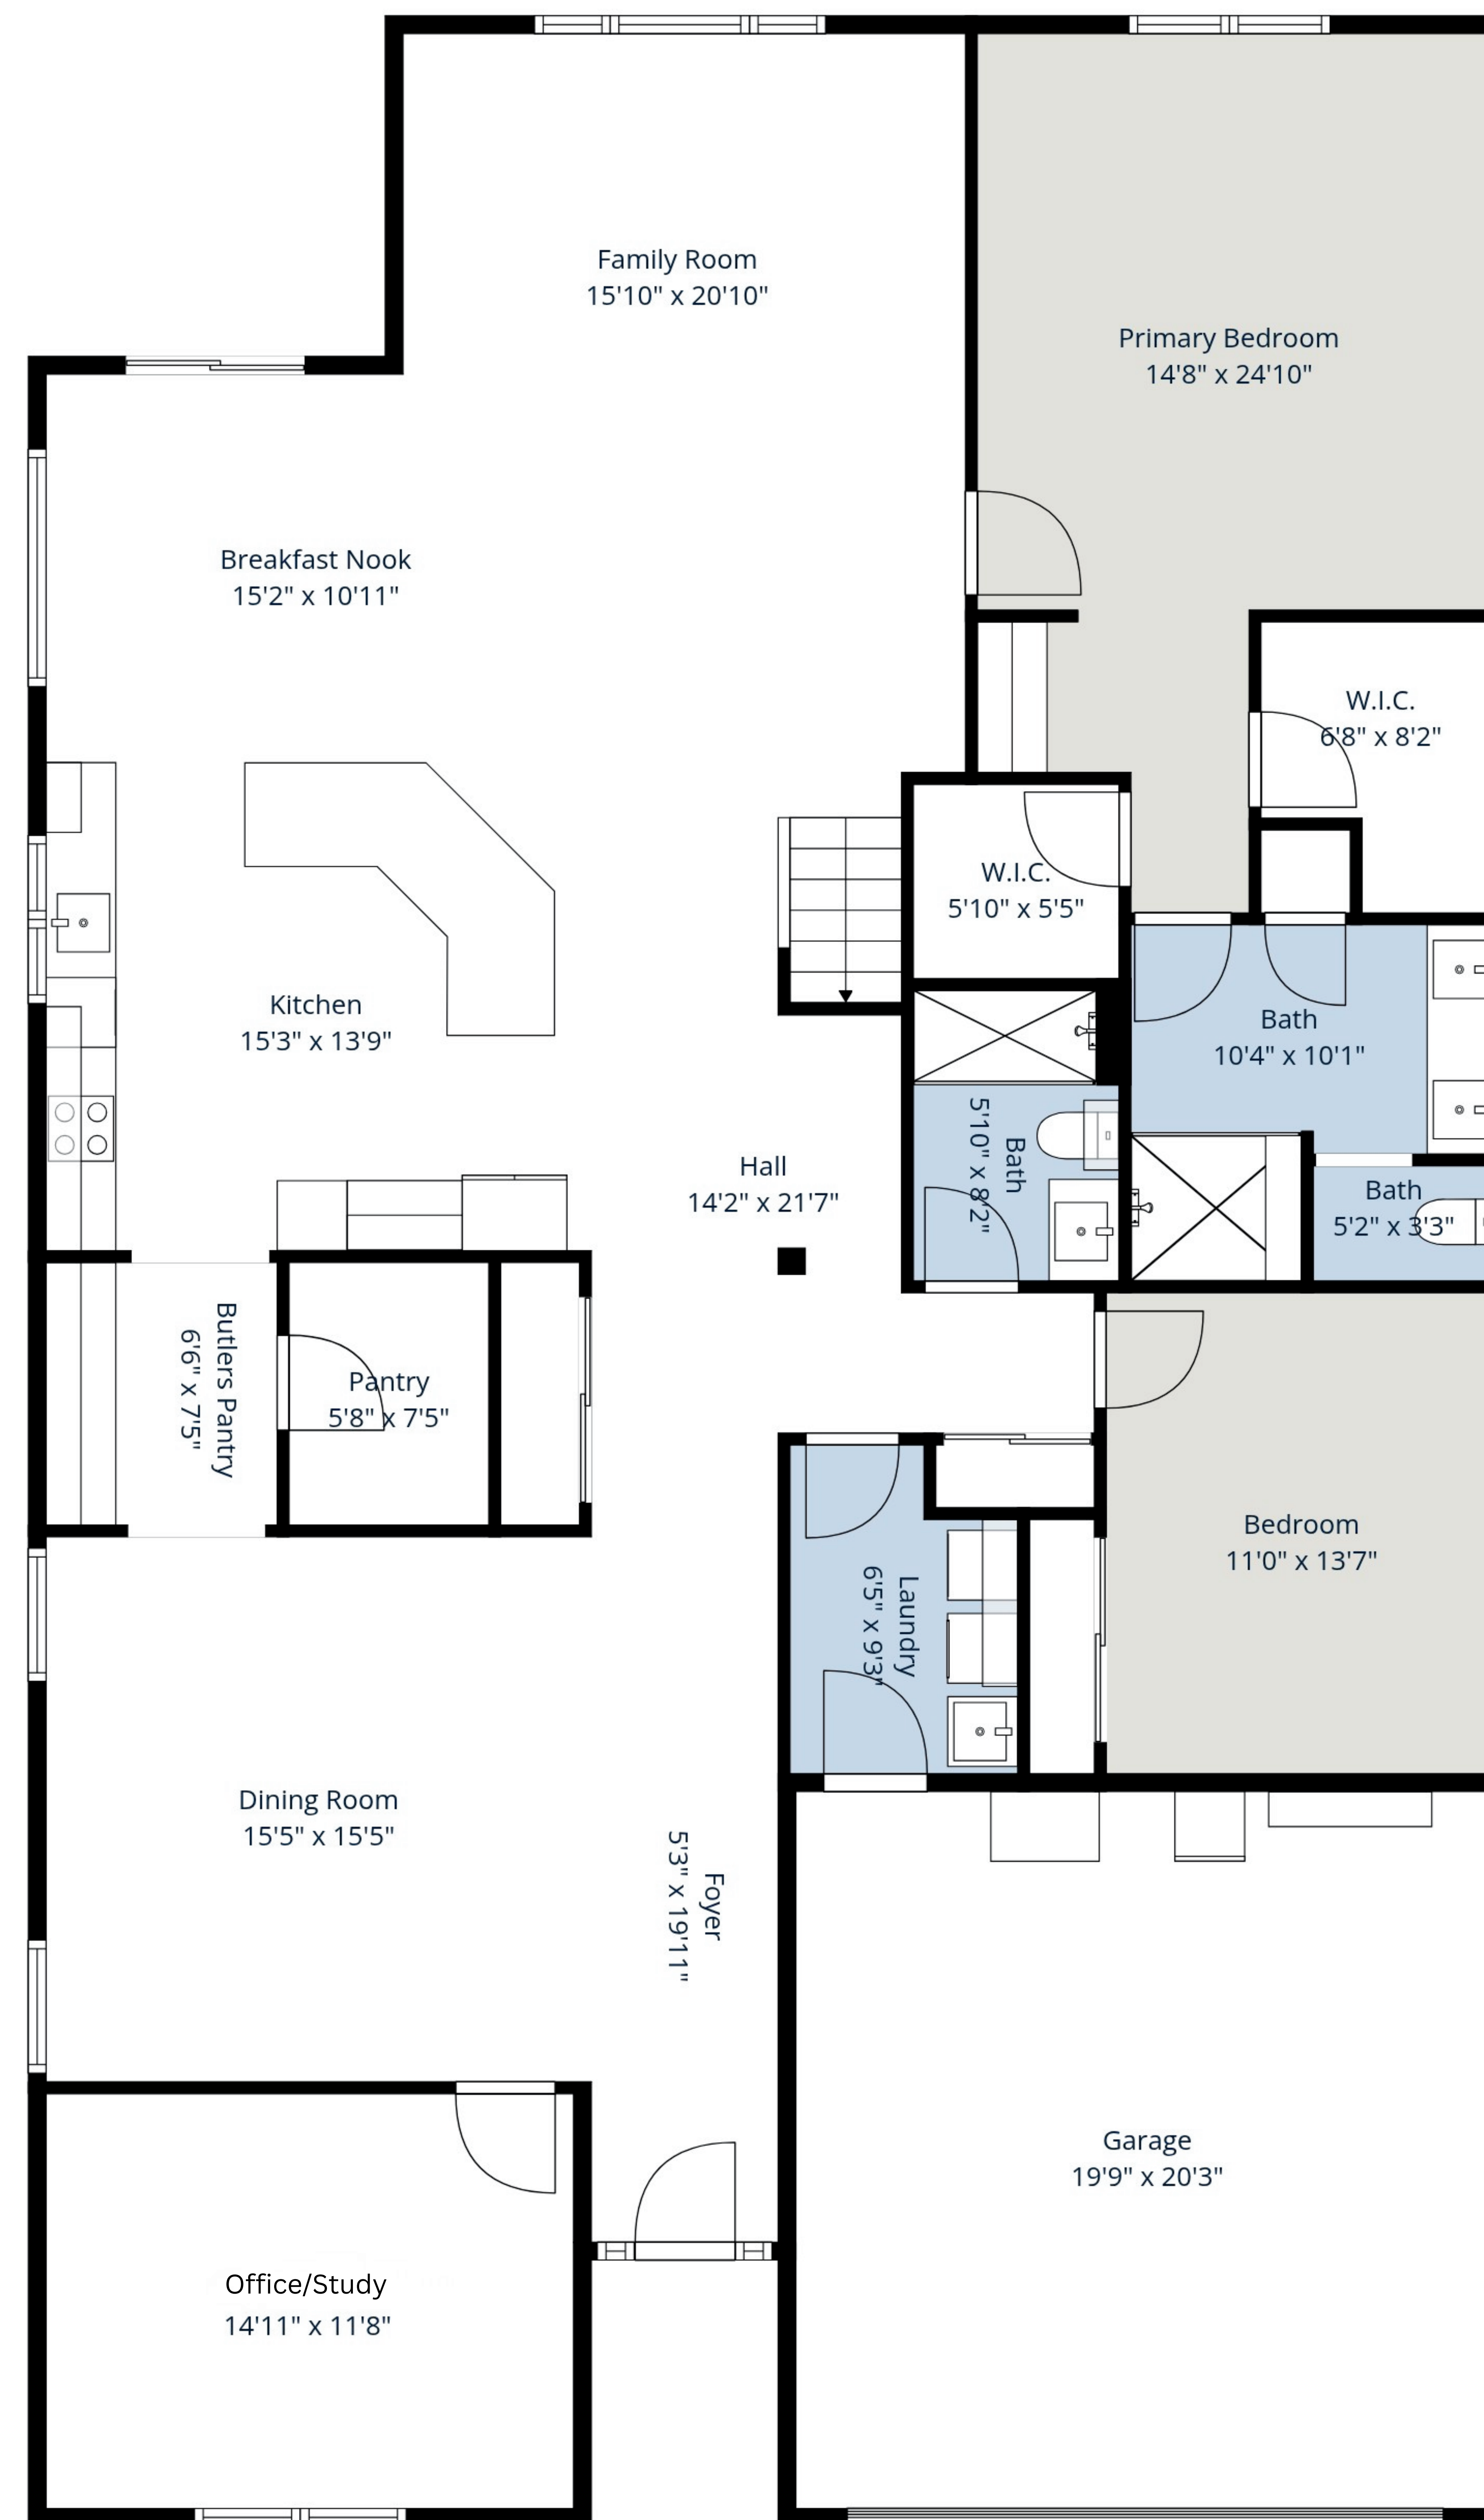 Family Room
15'10" x 20'10"
Primary Bedroom
14'8" x 24'10"
Breakfast Nook
15'2" x 10'11"
W.I.C.
6'8" x 8'2"
W.I.C.
5'10" x 5'5"
Kitchen
15'3" x 13'9"
Bath
10'4" x 10'1"
Hall
14'2" x 21'7"
Bath
5'10" x 8'2"
Bath
5'2" x 3'3"
Butlers Pantry
6'6" x 7'5"
Pantry
5'8" x 7'5"
Bedroom
11'0" x 13'7"
Laundry
6'5" x 9'3"
Dining Room
15'5" x 15'5"
Foyer
5'3" x 19'11"
Garage
19'9" x 20'3"
Office/Study
14'11" x 11'8"